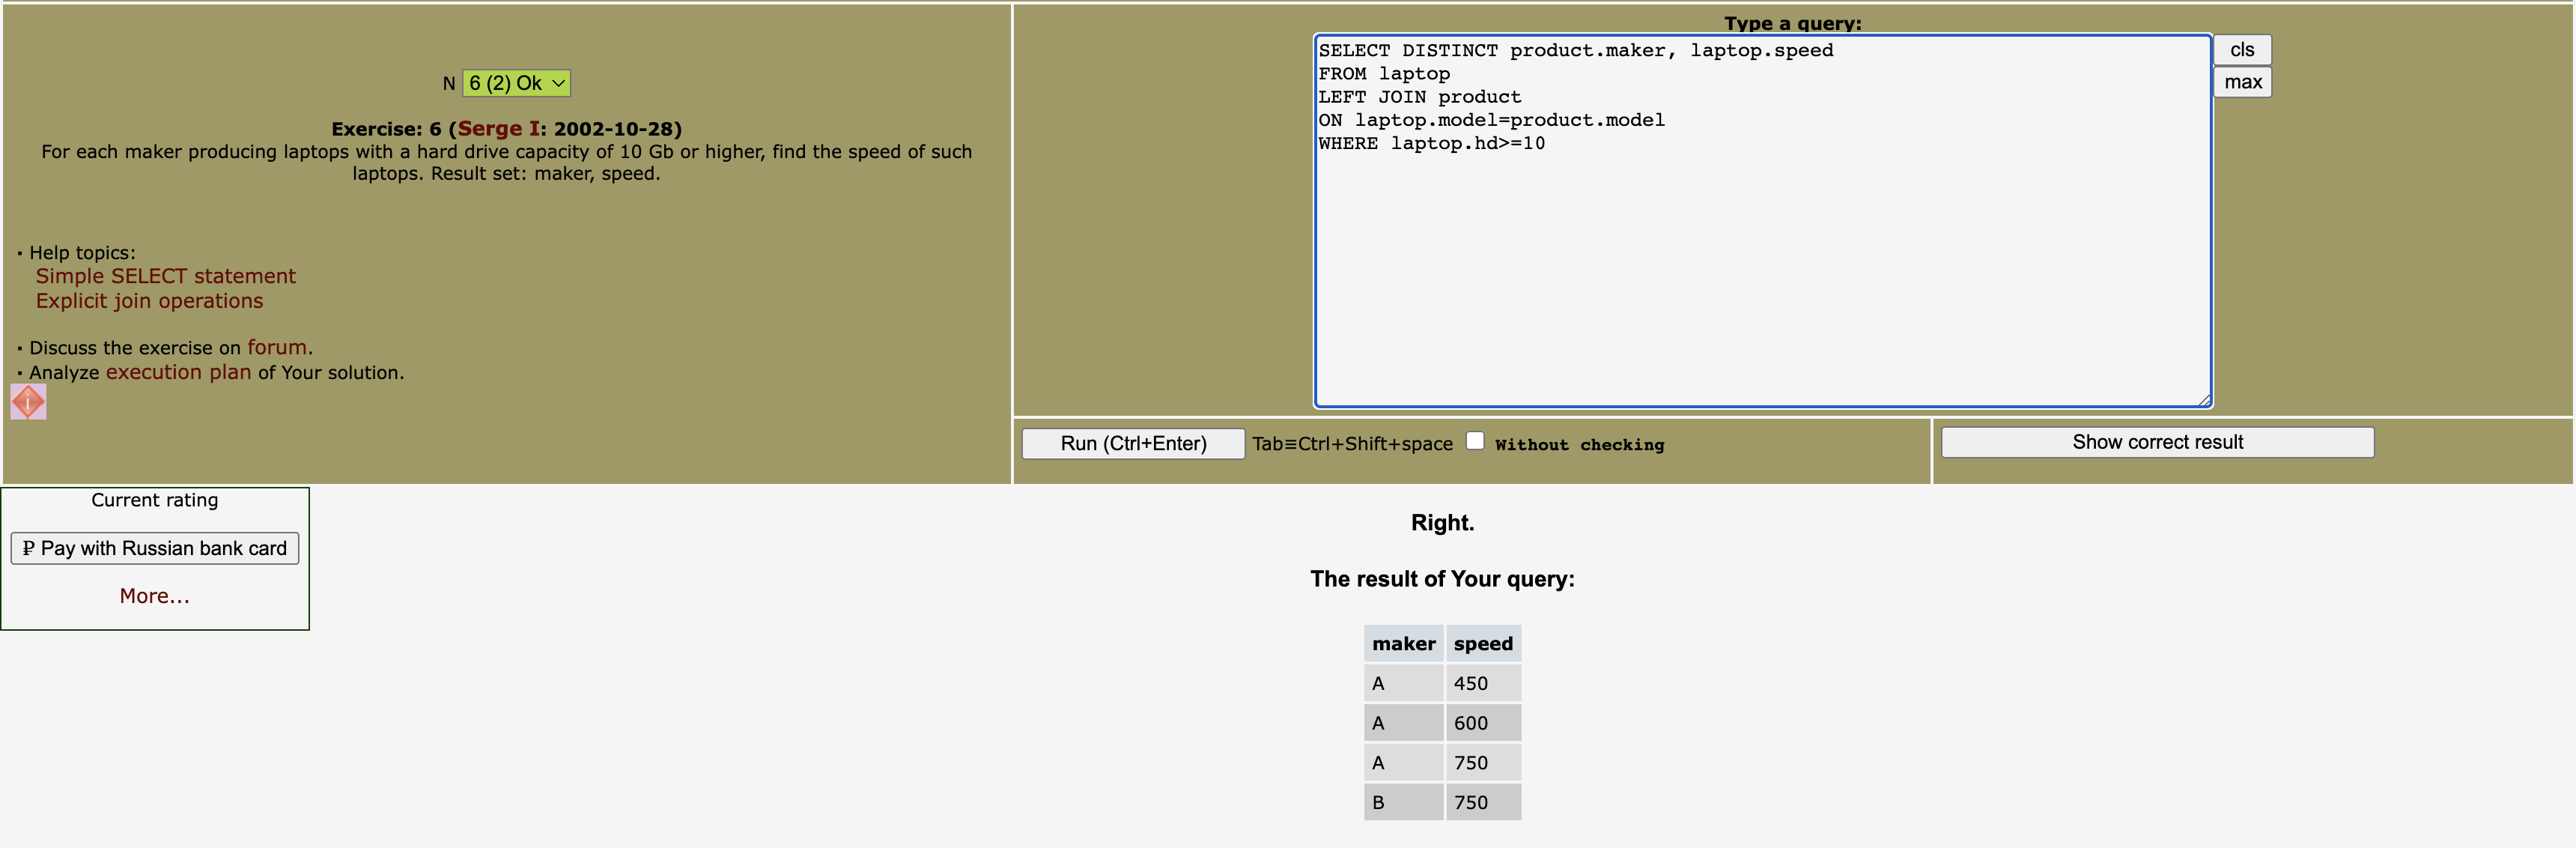 N 6 (2) Ok
Exercise: 6 (Serge I: 2002-10-28)
For each maker producing laptops with a hard drive capacity of 10 Gb or higher, find the speed of such
laptops. Result set: maker, speed.
· Help topics:
Simple SELECT statement
Explicit join operations
· Discuss the exercise on forum.
· Analyze execution plan of Your solution.
i
Type a query:
SELECT DISTINCT product.maker, laptop.speed
FROM laptop
LEFT JOIN product
ON laptop.model=product.model
WHERE laptop.hd>=10
cls
max
Run (Ctrl+Enter) Tab≡Ctrl+Shift+space Without checking
Show correct result
Current rating
₽ Pay with Russian bank card
More...
Right.
The result of Your query:
maker speed
A 450
A 600
A 750
B 750